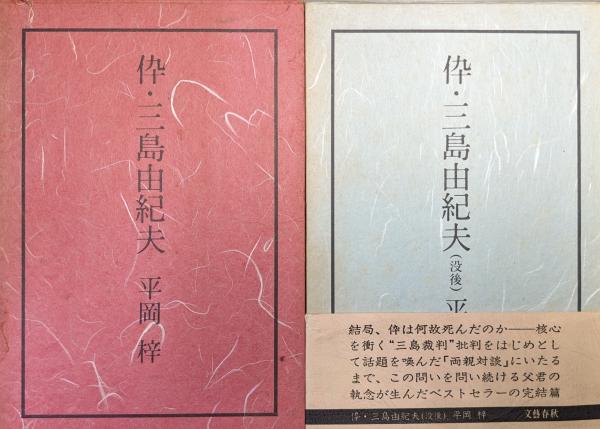 伜・三島由紀夫 平岡 梓
伜・三島由紀夫(没後) 平
結局、伜は何故死んだのか――核心
を衝く“三島裁判”批判をはじめとし
て話題を喚んだ「両親対談」にいたる
まで、この問いを問い続ける父君の
執念が生んだベストセラーの完結篇
伜・三島由紀夫(没後) 平岡 梓 文藝春秋